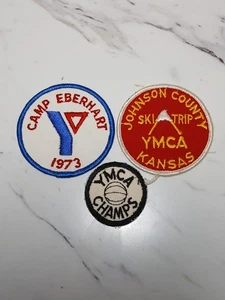 CAMP EBERHART
1973
JOHNSON COUNTY
SKI TRIP
YMCA
KANSAS
YMCA
CHAMPS